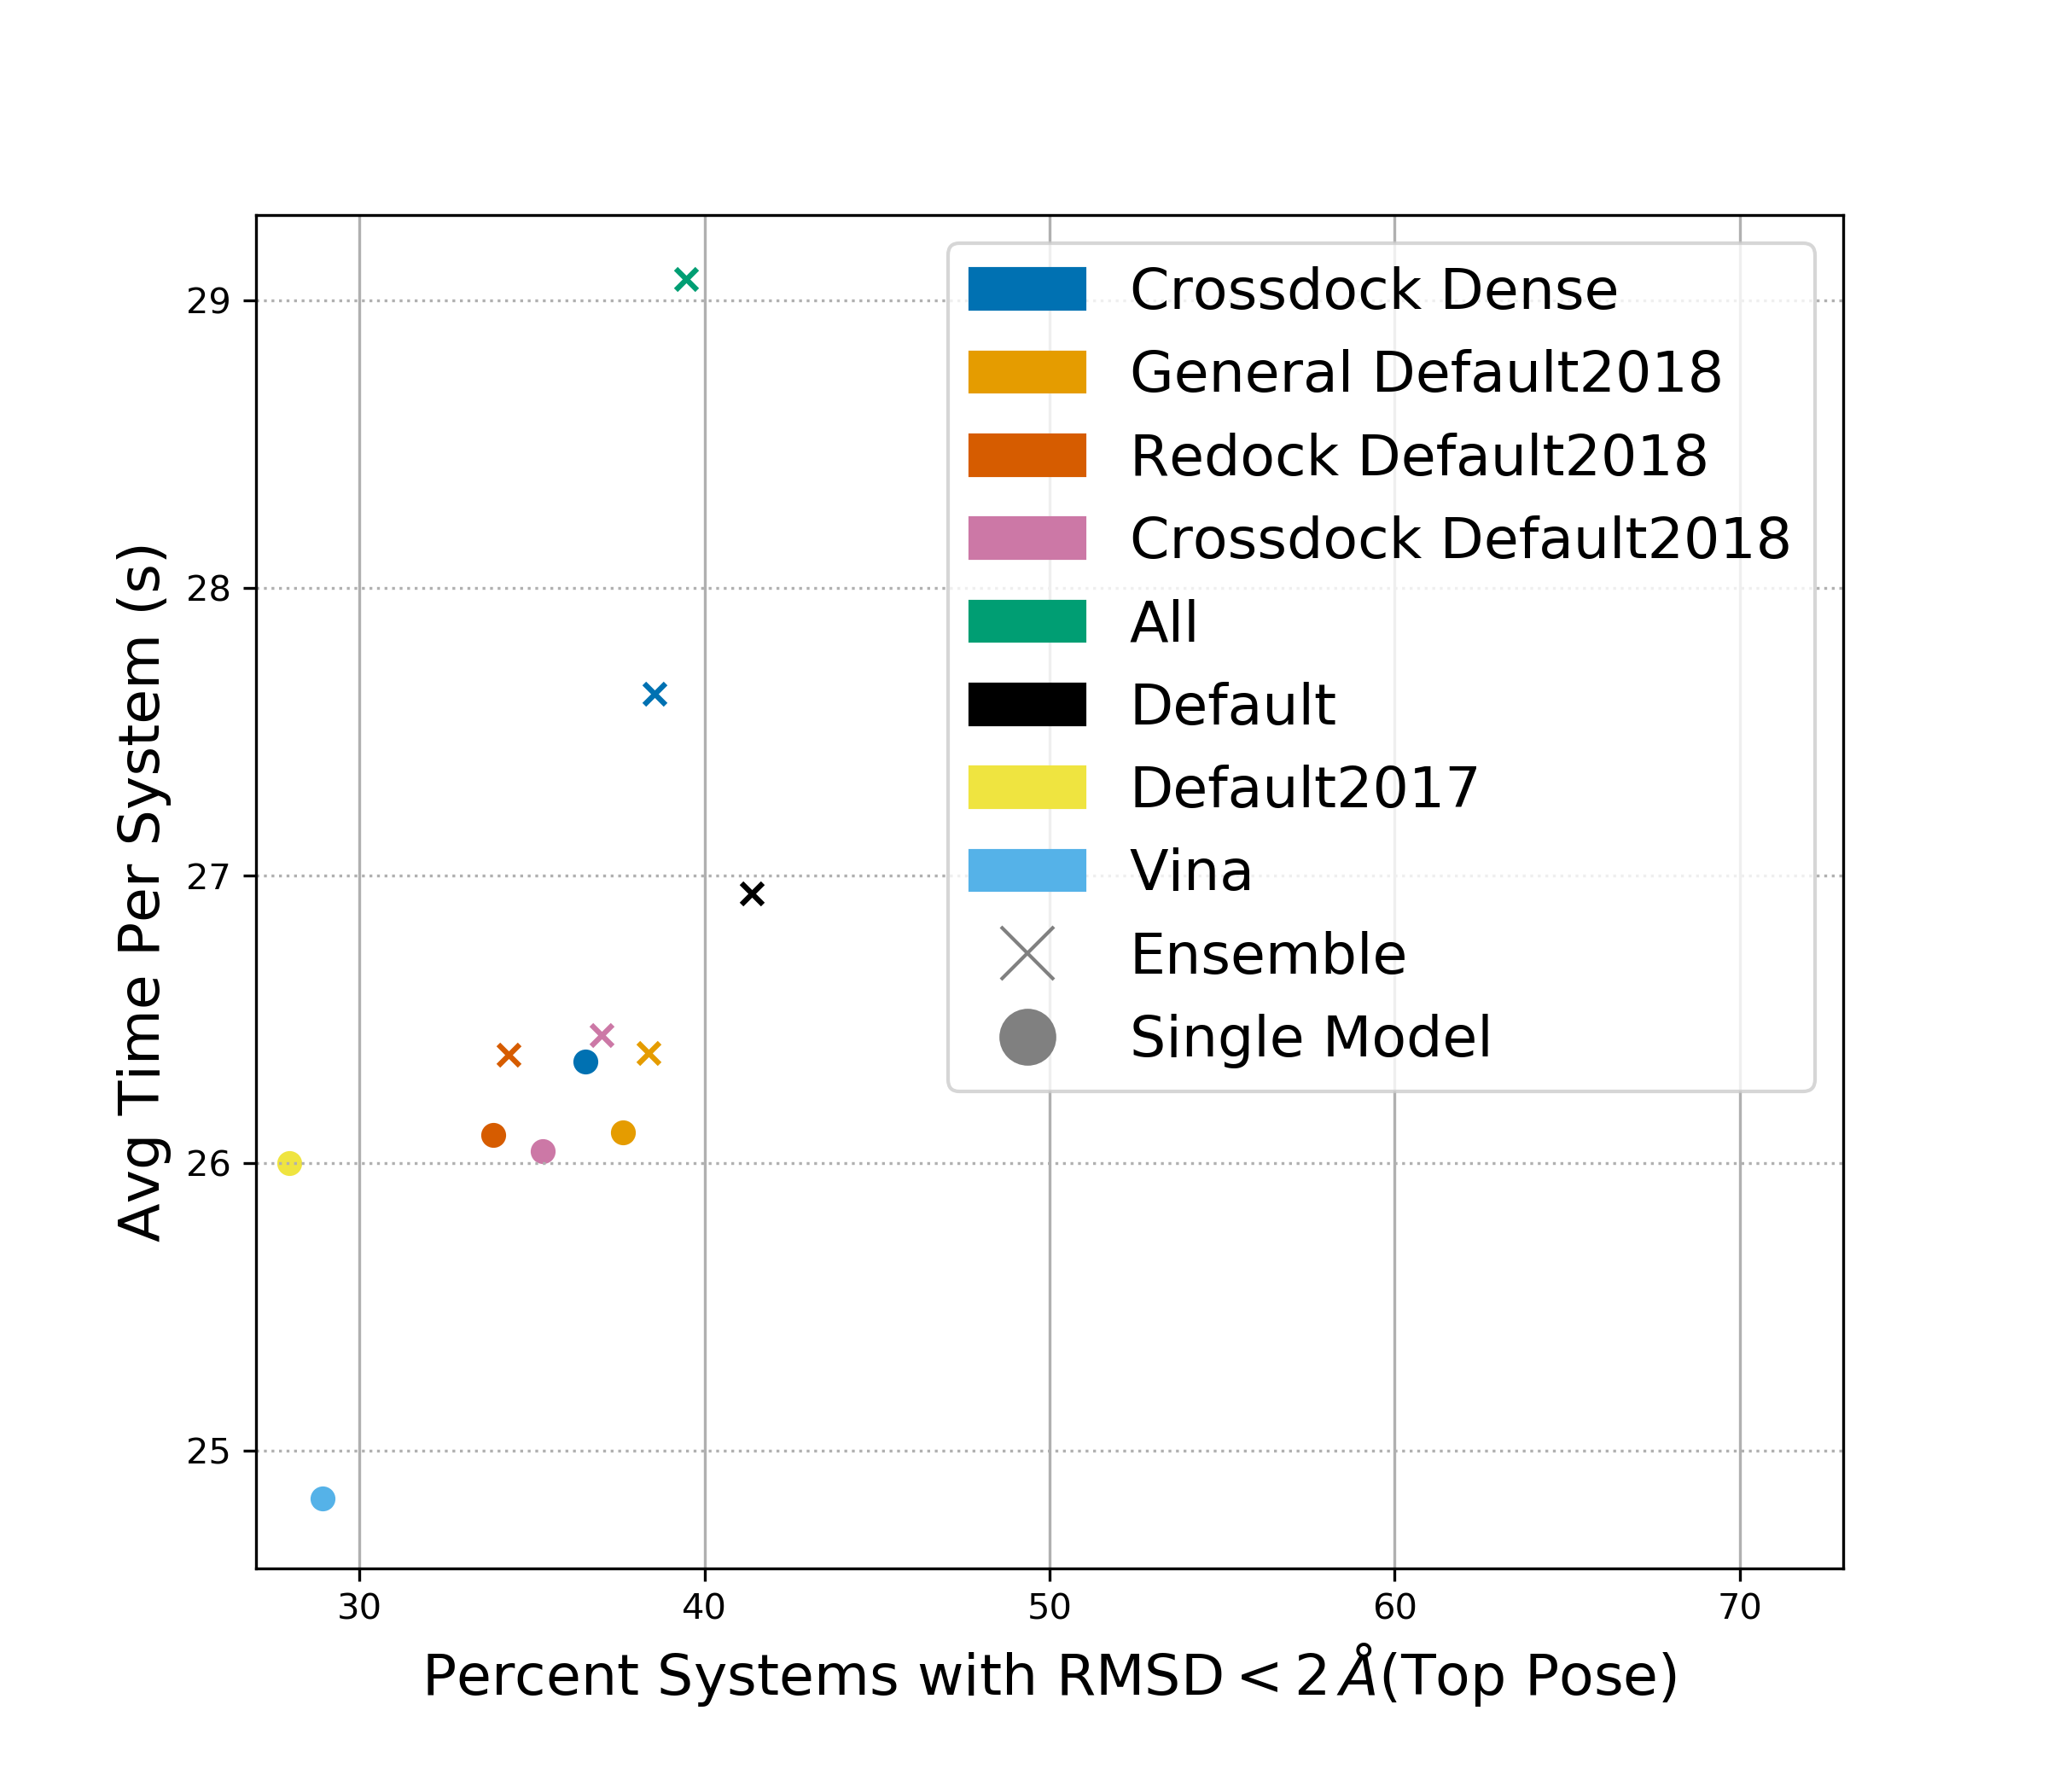 29
28
27
26
25
Avg Time Per System (s)
Crossdock Dense
General Default2018
Redock Default2018
Crossdock Default2018
All
Default
Default2017
Vina
Ensemble
Single Model
30 40 50 60 70
Percent Systems with RMSD < 2 Å(Top Pose)